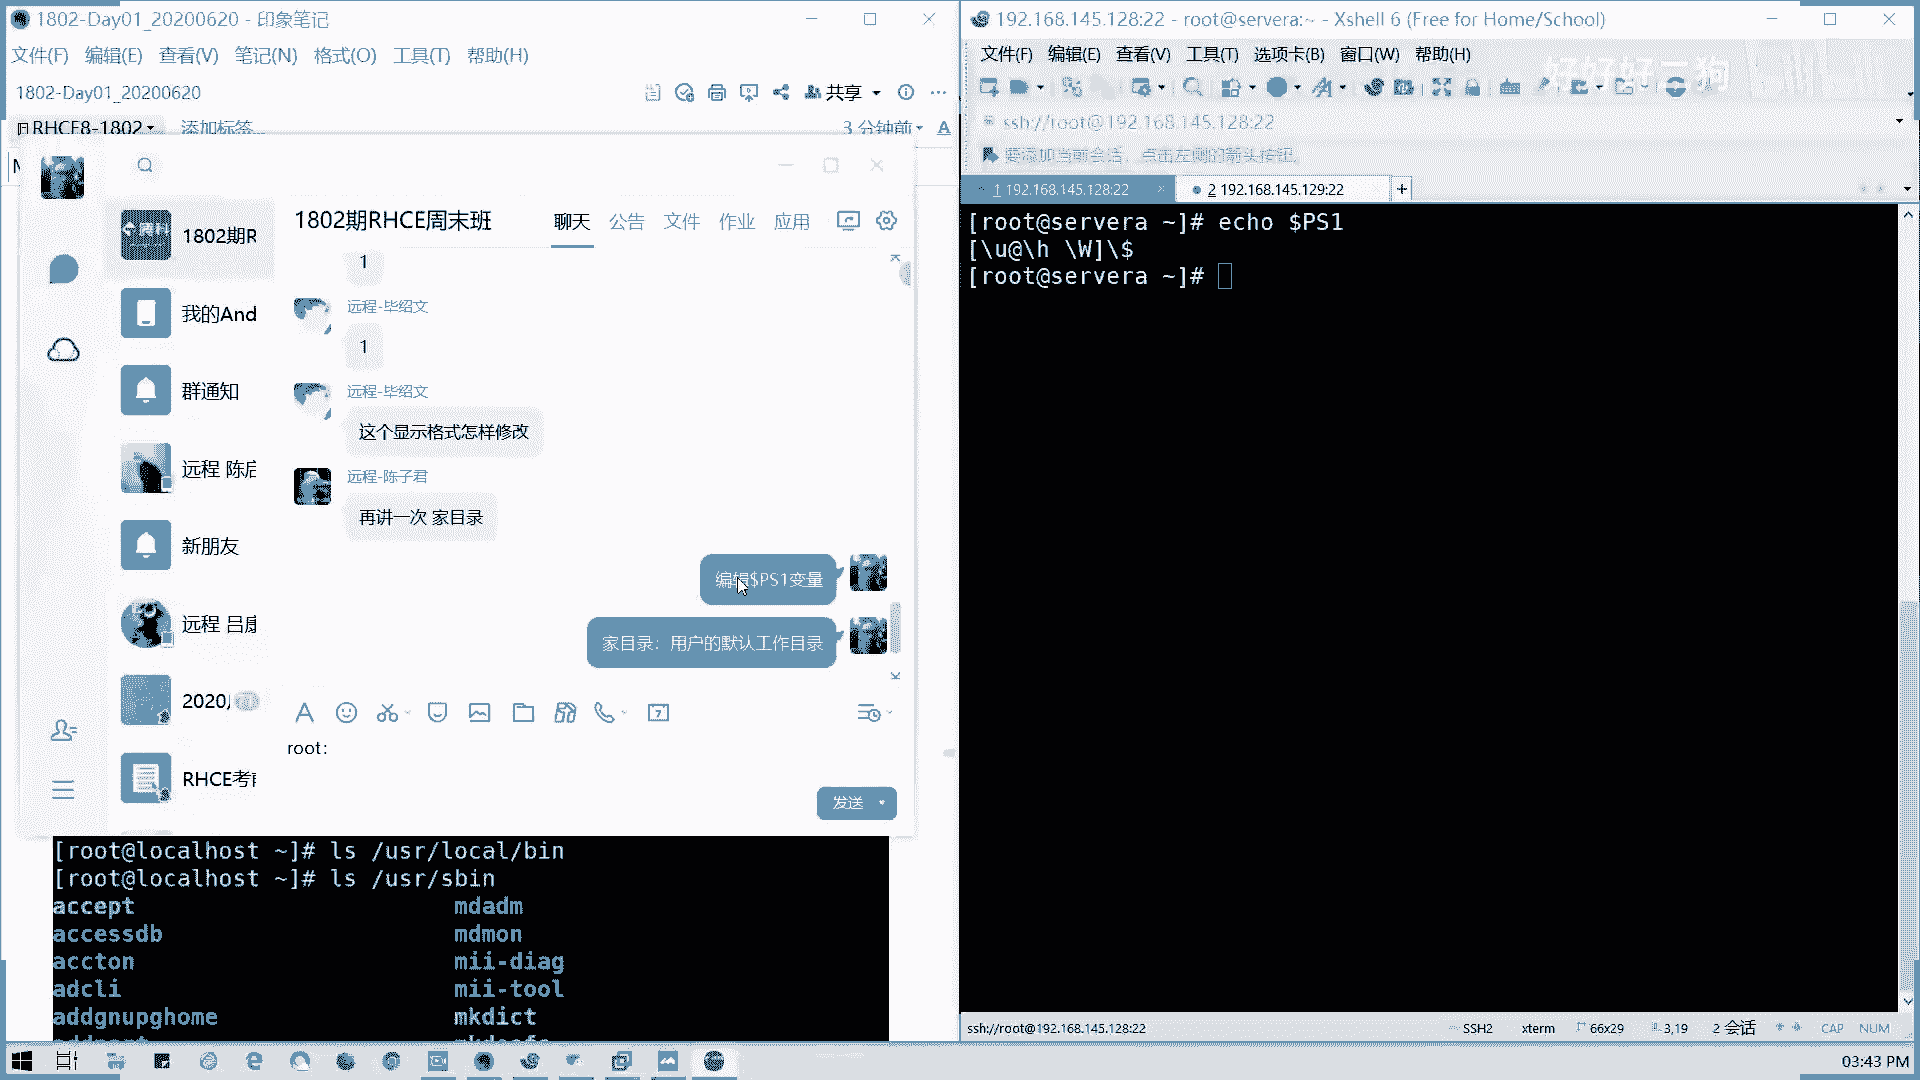 1802-Day01_20200620 - 印象笔记
文件(F) 编辑(E) 查看(V) 笔记(N) 格式(O) 工具(T) 帮助(H)
1802-Day01_20200620
共享
RHCE8-1802
添加标签...
3 分钟前
A
1802期R
我的And
群通知
远程
新朋友
远程 吕
2020
RHCE考
1802期RHCE周末班
聊天 公告 文件 作业 应用
1
远程-毕绍文
1
远程-毕绍文
这个显示格式怎样修改
远程-陈子君
再讲一次 家目录
编辑$PS1变量
家目录：用户的默认工作目录
root:
发送
[root@localhost ~]# ls /usr/local/bin
[root@localhost ~]# ls /usr/sbin
accept mdadm
accessdb mdmon
accton mii-diag
adcli mii-tool
addgnupghome mkdict
192.168.145.128:22 - root@servera:~ - Xshell 6 (Free for Home/School)
文件(F) 编辑(E) 查看(V) 工具(T) 选项卡(B) 窗口(W) 帮助(H)
好好好二狗
ssh://root@192.168.145.128:22
要添加当前会话，点击左侧的箭头按钮。
1 192.168.145.128:22
2 192.168.145.129:22
[root@servera ~]# echo $PS1
[\u@\h \W]\$
[root@servera ~]#
ssh://root@192.168.145.128:22
SSH2 xterm 66x29 3,19 2 会话 CAP NUM
03:43 PM